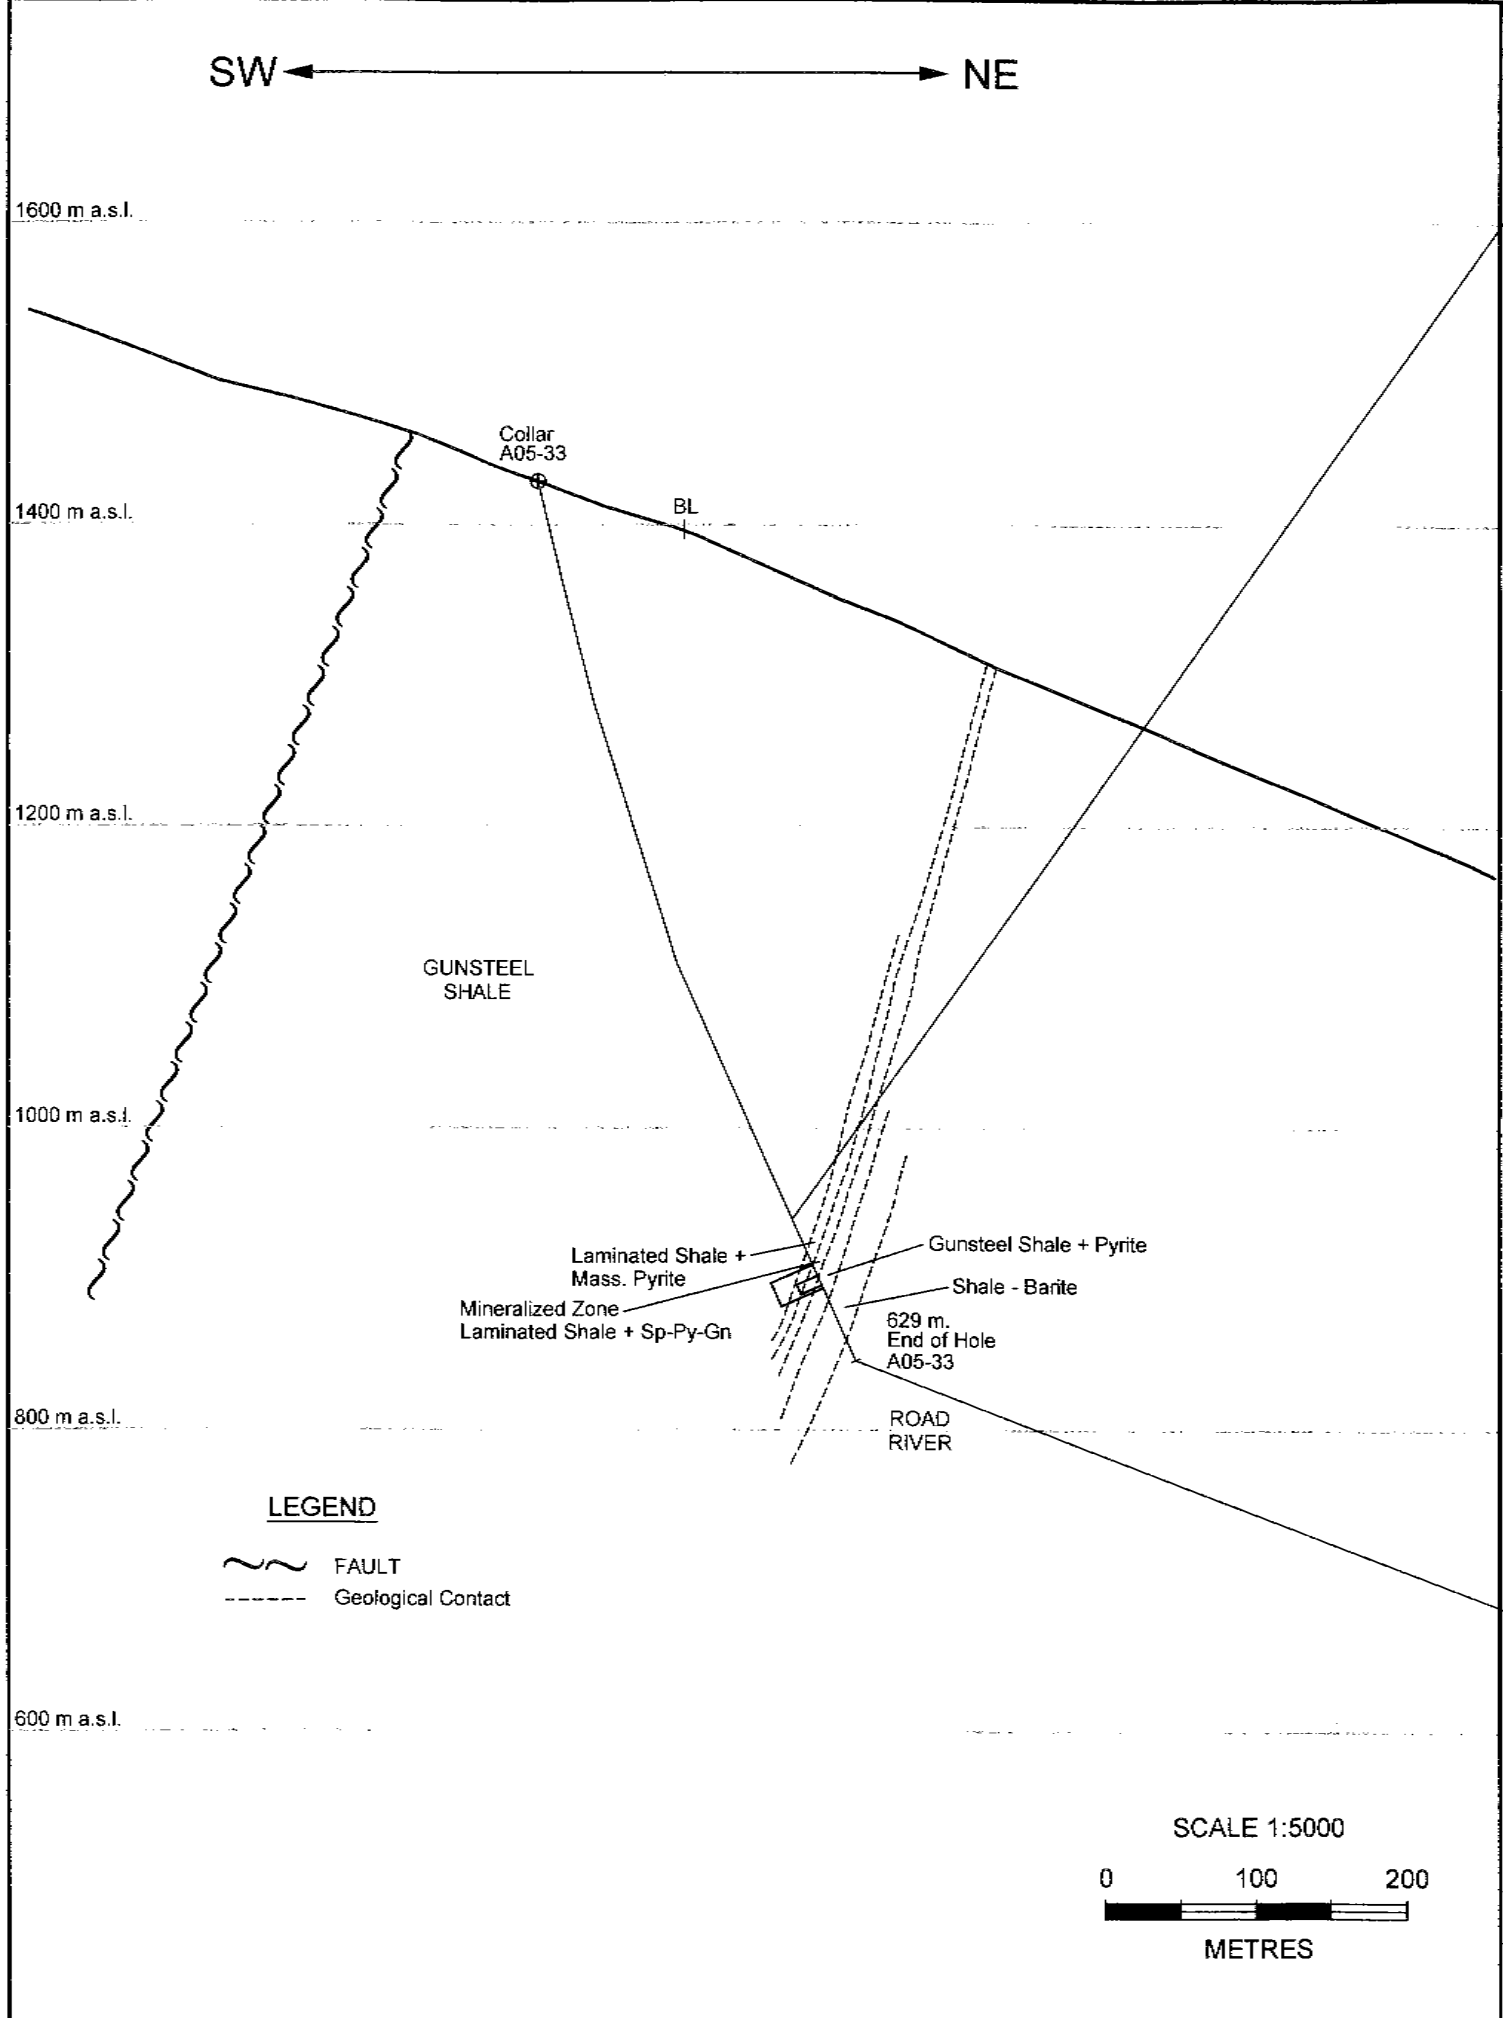 SW
NE
1600 m a.s.l.
Collar
A05-33
1400 m a.s.l.
BL
1200 m a.s.l.
GUNSTEEL
SHALE
1000 m a.s.l.
Laminated Shale +
Mass. Pyrite
Gunsteel Shale + Pyrite
Mineralized Zone
Laminated Shale + Sp-Py-Gn
Shale - Barite
629 m.
End of Hole
A05-33
800 m a.s.l.
ROAD
RIVER
LEGEND
FAULT
Geological Contact
600 m a.s.l.
SCALE 1:5000
0 100 200
METRES